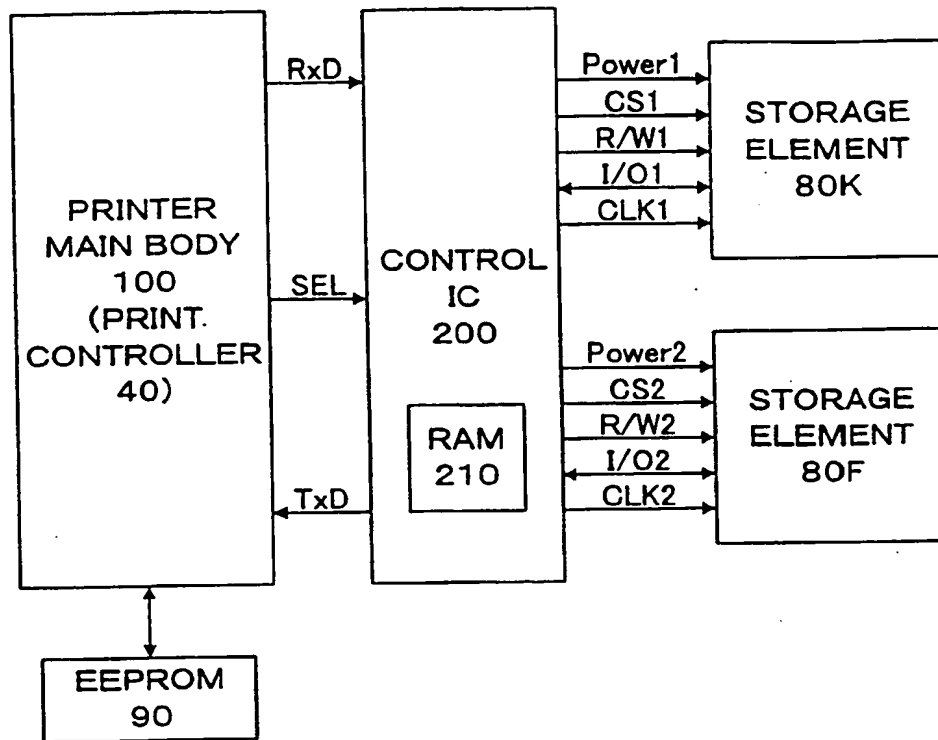 PRINTER
MAIN BODY
100
(PRINT.
CONTROLLER
40)
RxD
SEL
TxD
CONTROL
IC
200
RAM
210
Power1
CS1
R/W1
I/O1
CLK1
STORAGE
ELEMENT
80K
Power2
CS2
R/W2
I/O2
CLK2
STORAGE
ELEMENT
80F
EEPROM
90